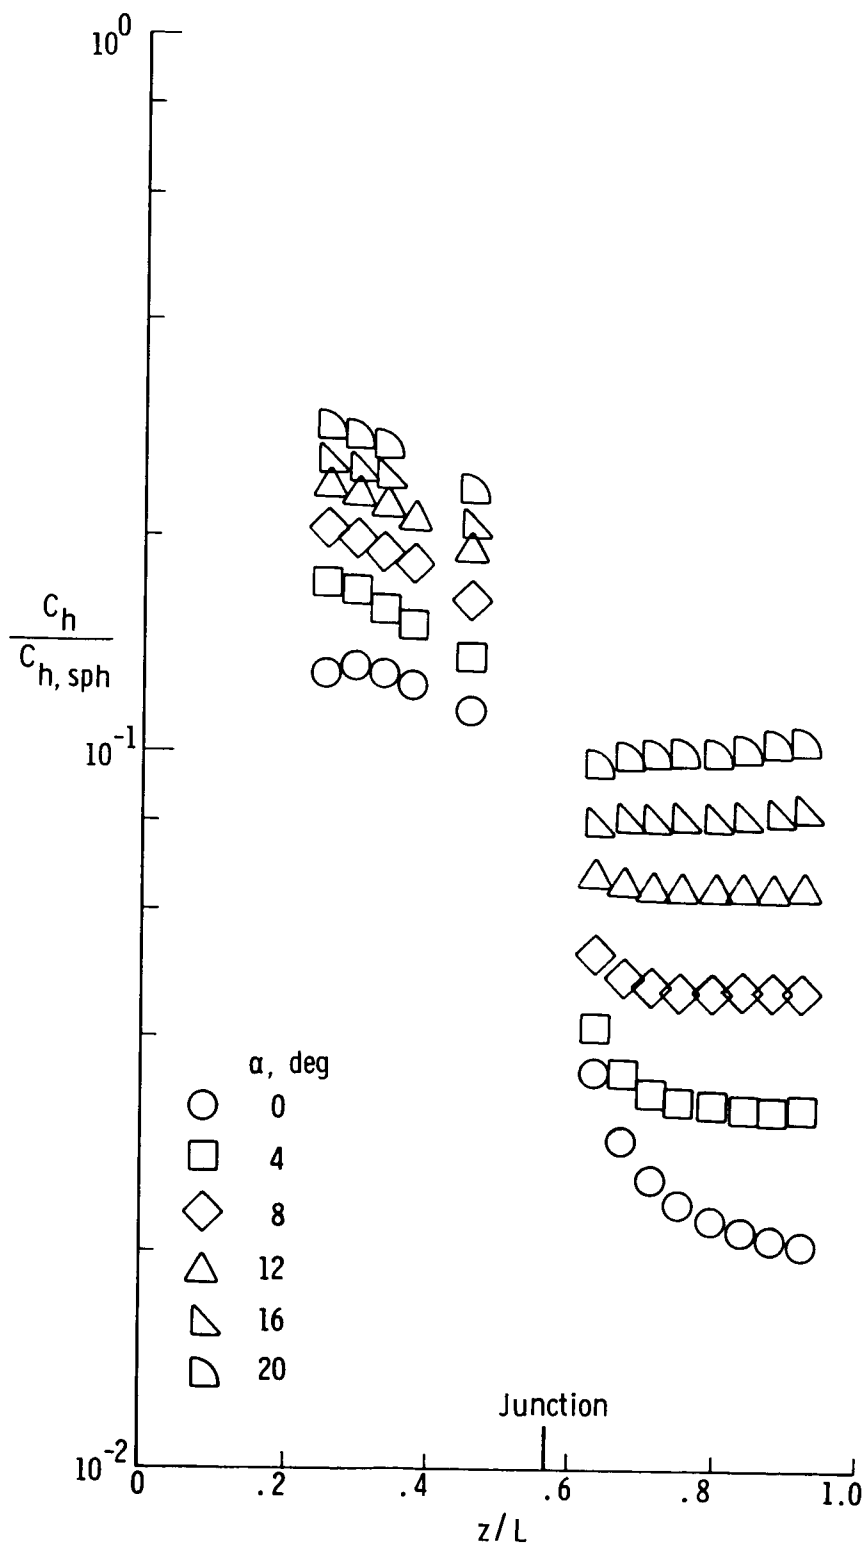 10^0
C_h
C_h, sph
10^-1
α, deg
0
4
8
12
16
20
Junction
10^-2
0 .2 .4 .6 .8 1.0
z/L